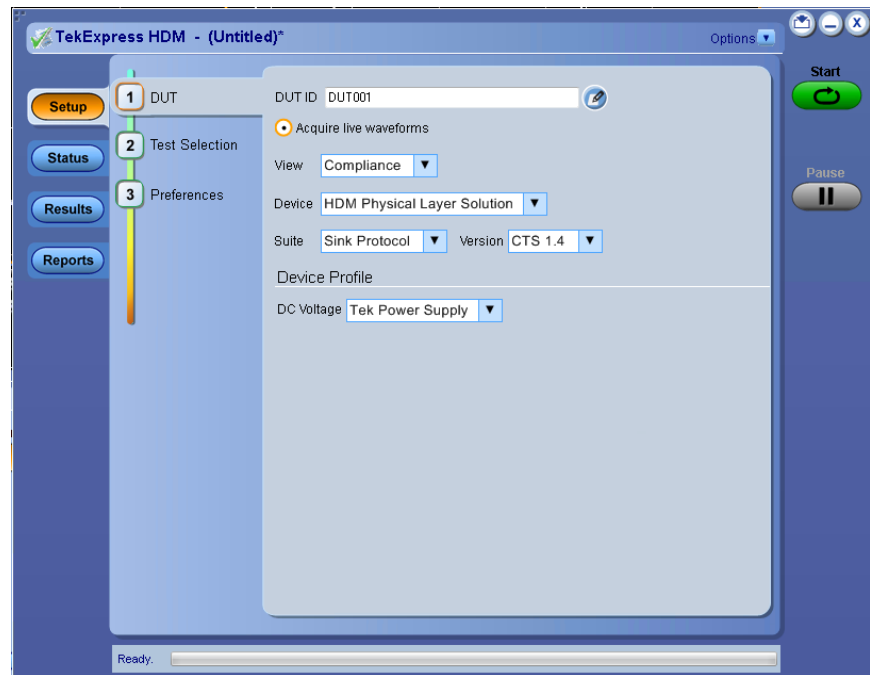 TekExpress HDM - (Untitled)*
Options
Start
Pause
Setup
Status
Results
Reports
1 DUT
2 Test Selection
3 Preferences
DUT ID DUT001
Acquire live waveforms
View Compliance
Device HDM Physical Layer Solution
Suite Sink Protocol Version CTS 1.4
Device Profile
DC Voltage Tek Power Supply
Ready.